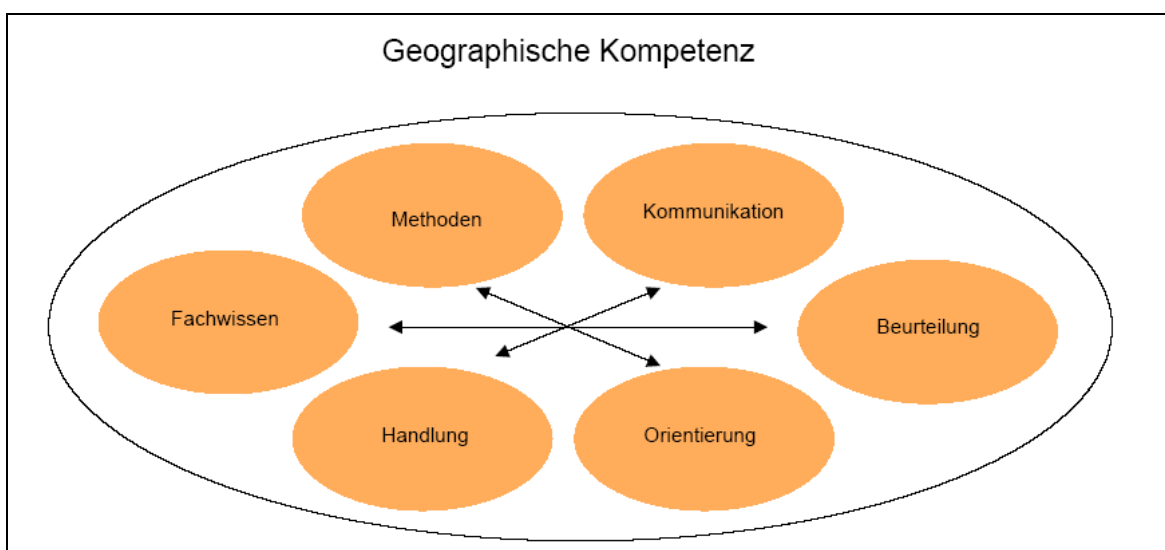 Geographische Kompetenz
Methoden
Kommunikation
Fachwissen
Beurteilung
Handlung
Orientierung